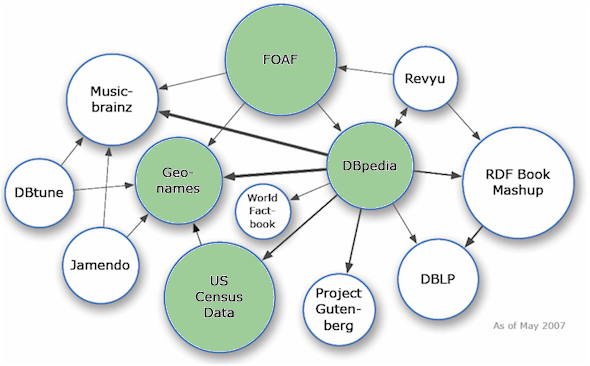 FOAF
Music-
brainz
Revyu
Geo-
names
DBpedia
RDF Book
Mashup
DBtune
World
Fact-
book
Jamendo
US
Census
Data
Project
Guten-
berg
DBLP
As of May 2007